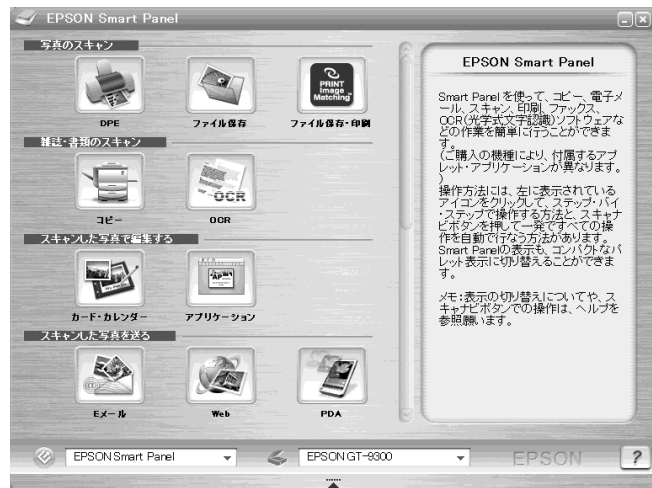 EPSON Smart Panel
写真のスキャン
DPE
ファイル保存
PRINT
Image
Matching
ファイル保存・印刷
雑誌・書類のスキャン
コピー
OCR
OCR
スキャンした写真で編集する
カード・カレンダー
アプリケーション
スキャンした写真を送る
Eメール
Web
PDA
EPSON Smart Panel
Smart Panel を使って、コピー、電子メ
ール、スキャン、印刷、ファックス、
OCR(光学式文字認識)ソフトウェアな
どの作業を簡単に行うことができま
す。
(ご購入の機種により、付属するアプ
レット・アプリケーションが異なります。
)
操作方法には、左に表示されている
アイコンをクリックして、ステップ・バイ
・ステップで操作する方法と、スキャナ
ビボタンを押して一発ですべての操
作を自動で行なう方法があります。
Smart Panelの表示も、コンパクトなパ
レット表示に切り替えることができま
す。
メモ:表示の切り替えについてや、ス
キャナビボタンでの操作は、ヘルプを
参照願います。
EPSON Smart Panel
EPSON GT-9300
EPSON
?